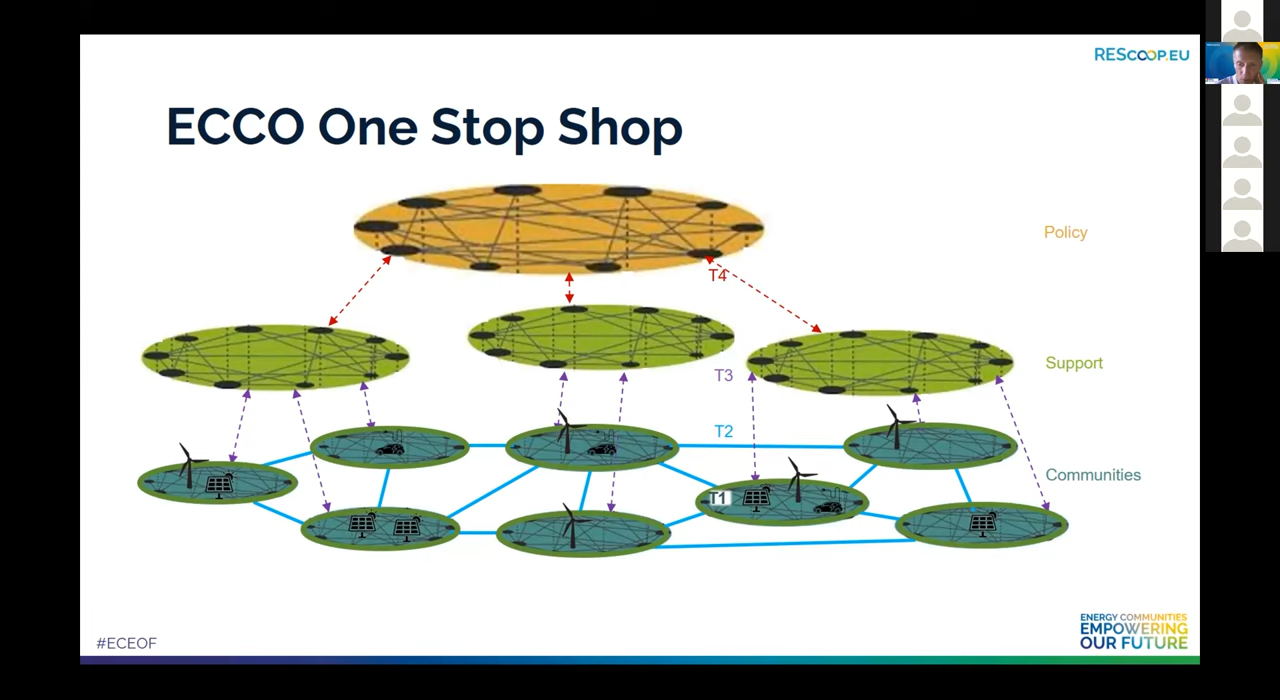 REScoop.EU
ECCO One Stop Shop
Policy
T4
Support
T3
T2
Communities
T1
#ECEOF
ENERGY COMMUNITIES
EMPOWERING
OUR FUTURE